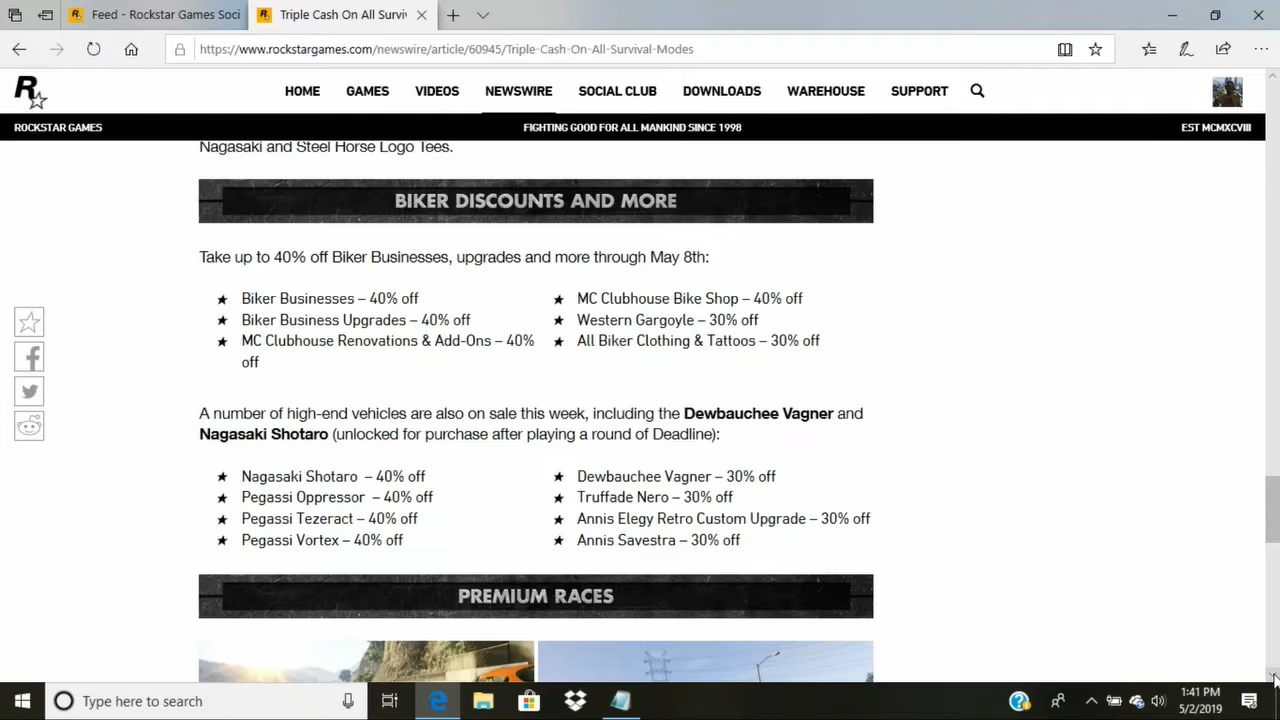 Feed - Rockstar Games Soci
Triple Cash On All Survi
https://www.rockstargames.com/newswire/article/60945/Triple-Cash-On-All-Survival-Modes
HOME GAMES VIDEOS NEWSWIRE SOCIAL CLUB DOWNLOADS WAREHOUSE SUPPORT
ROCKSTAR GAMES FIGHTING GOOD FOR ALL MANKIND SINCE 1998 EST MCMXCVIII
Nagasaki and Steel Horse Logo Tees.
BIKER DISCOUNTS AND MORE
Take up to 40% off Biker Businesses, upgrades and more through May 8th:
★ Biker Businesses – 40% off
★ Biker Business Upgrades – 40% off
★ MC Clubhouse Renovations & Add-Ons – 40%
off
★ MC Clubhouse Bike Shop – 40% off
★ Western Gargoyle – 30% off
★ All Biker Clothing & Tattoos – 30% off
A number of high-end vehicles are also on sale this week, including the Dewbauchee Vagner and
Nagasaki Shotaro (unlocked for purchase after playing a round of Deadline):
★ Nagasaki Shotaro – 40% off
★ Pegassi Oppressor – 40% off
★ Pegassi Tezeract – 40% off
★ Pegassi Vortex – 40% off
★ Dewbauchee Vagner – 30% off
★ Truffade Nero – 30% off
★ Annis Elegy Retro Custom Upgrade – 30% off
★ Annis Savestra – 30% off
PREMIUM RACES
Type here to search
1:41 PM
5/2/2019